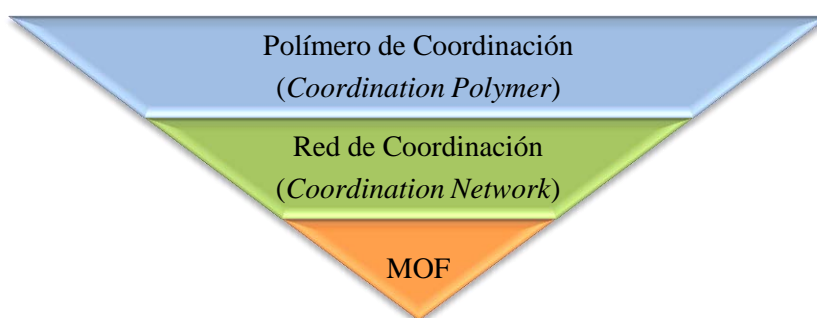 Polímero de Coordinación
(Coordination Polymer)
Red de Coordinación
(Coordination Network)
MOF